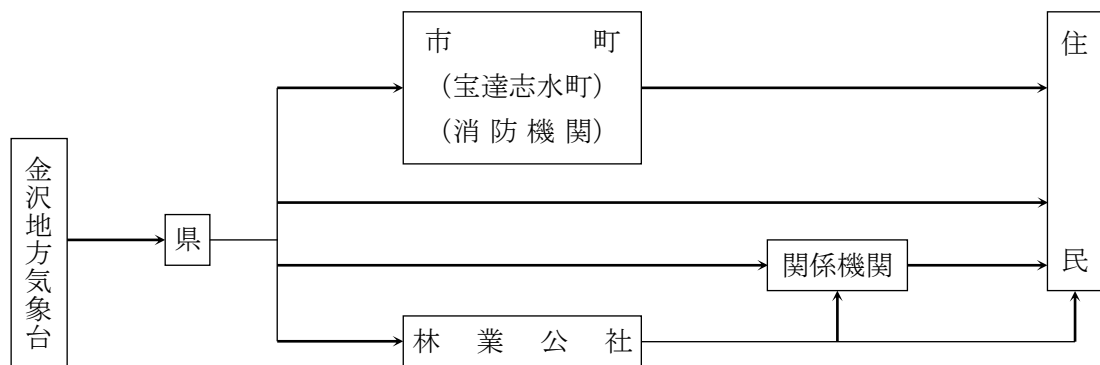 金沢地方気象台
県
市町
（宝達志水町）
（消防機関）
関係機関
林業公社
住民